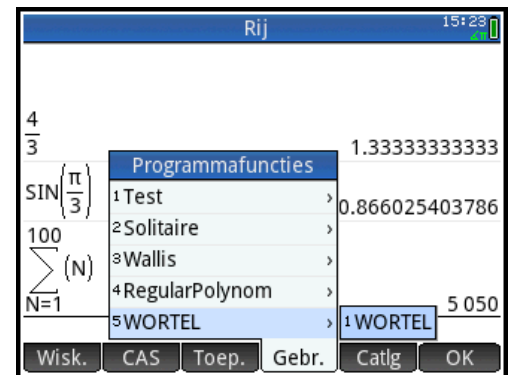 Rij 15:23
∡π
4
3
1.33333333333
SIN(π/3)
0.866025403786
100
∑ (N)
N=1
5 050
Programmafuncties
1 Test ›
2 Solitaire ›
3 Wallis ›
4 RegularPolynom ›
5 WORTEL ›
1 WORTEL
Wisk. CAS Toep. Gebr. Catlg OK